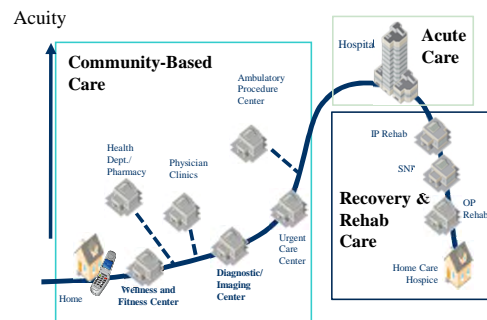 Acuity
Community-Based
Care
Hospital
Acute
Care
Ambulatory
Procedure
Center
Health
Dept./
Pharmacy
Physician
Clinics
IP Rehab
SNF
OP
Rehab
Recovery &
Rehab
Care
Urgent
Care
Center
Home
Wellness and
Fitness Center
Diagnostic/
Imaging
Center
Home Care
Hospice